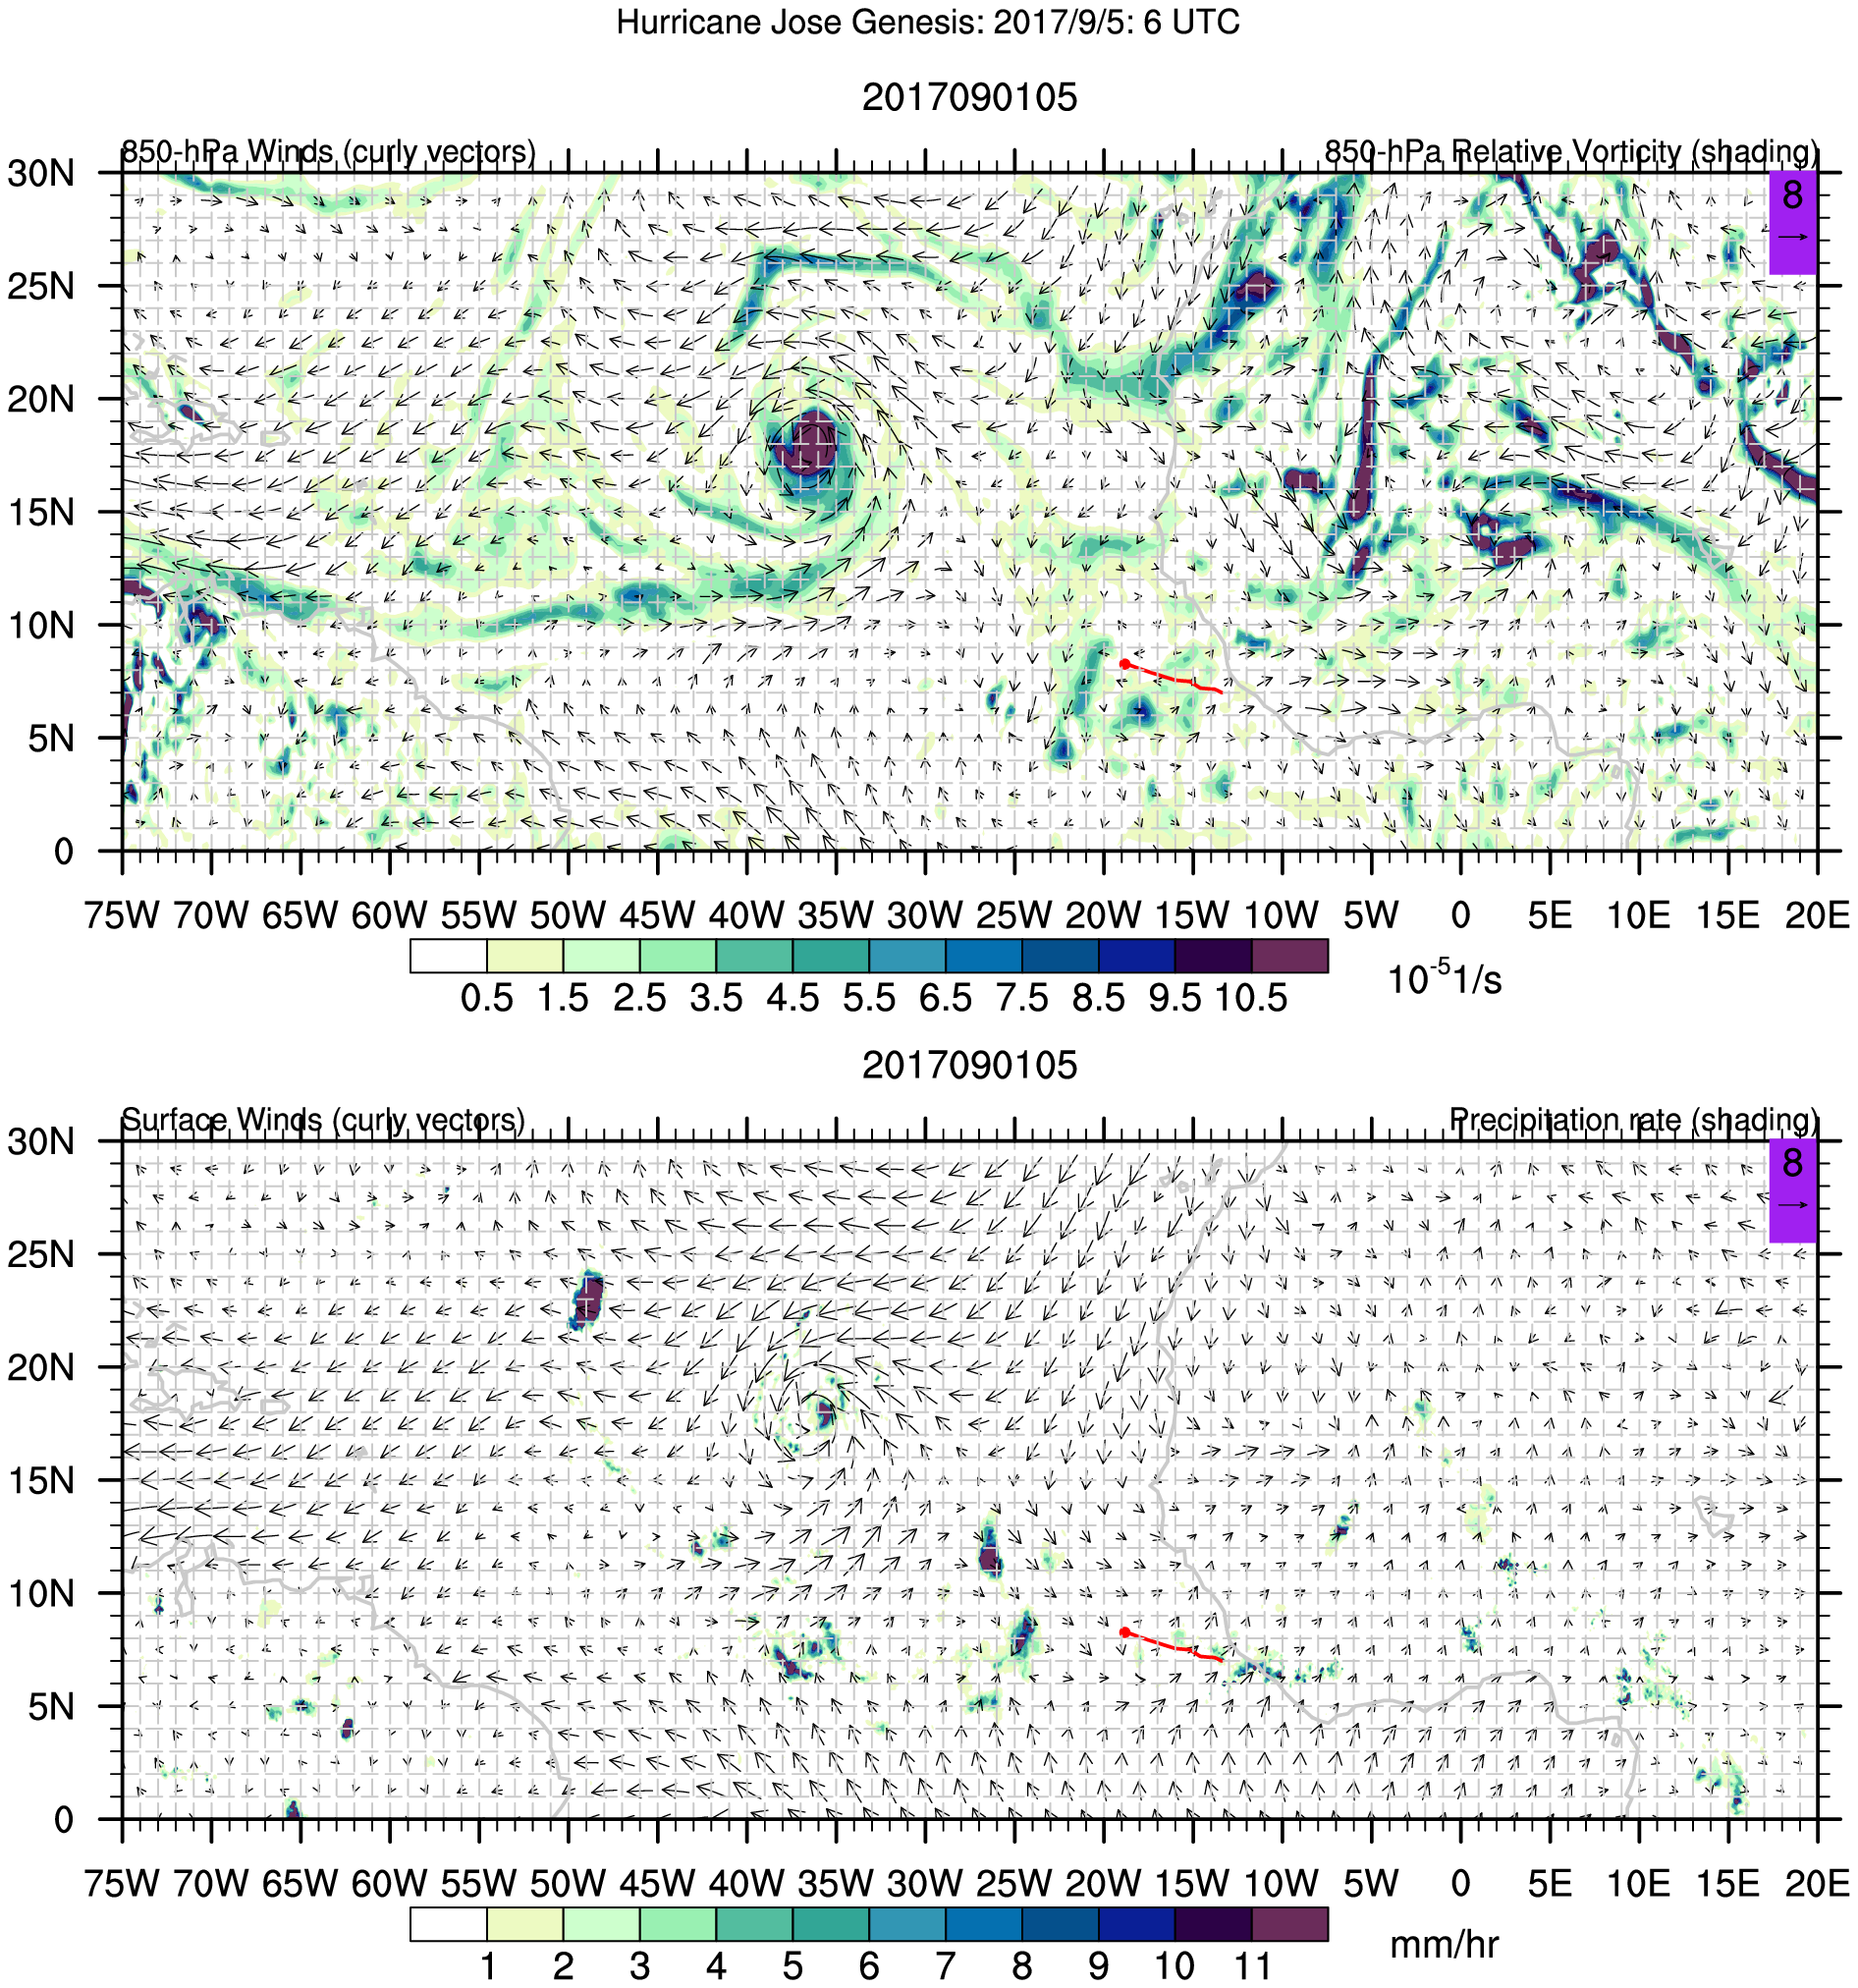 Hurricane Jose Genesis: 2017/9/5: 6 UTC
2017090105
850-hPa Winds (curly vectors) 850-hPa Relative Vorticity (shading)
30N
8
25N
20N
15N
10N
5N
0
75W 70W 65W 60W 55W 50W 45W 40W 35W 30W 25W 20W 15W 10W 5W 0 5E 10E 15E 20E
0.5 1.5 2.5 3.5 4.5 5.5 6.5 7.5 8.5 9.5 10.5
10-51/s
2017090105
Surface Winds (curly vectors) Precipitation rate (shading)
30N
8
25N
20N
15N
10N
5N
0
75W 70W 65W 60W 55W 50W 45W 40W 35W 30W 25W 20W 15W 10W 5W 0 5E 10E 15E 20E
1 2 3 4 5 6 7 8 9 10 11
mm/hr